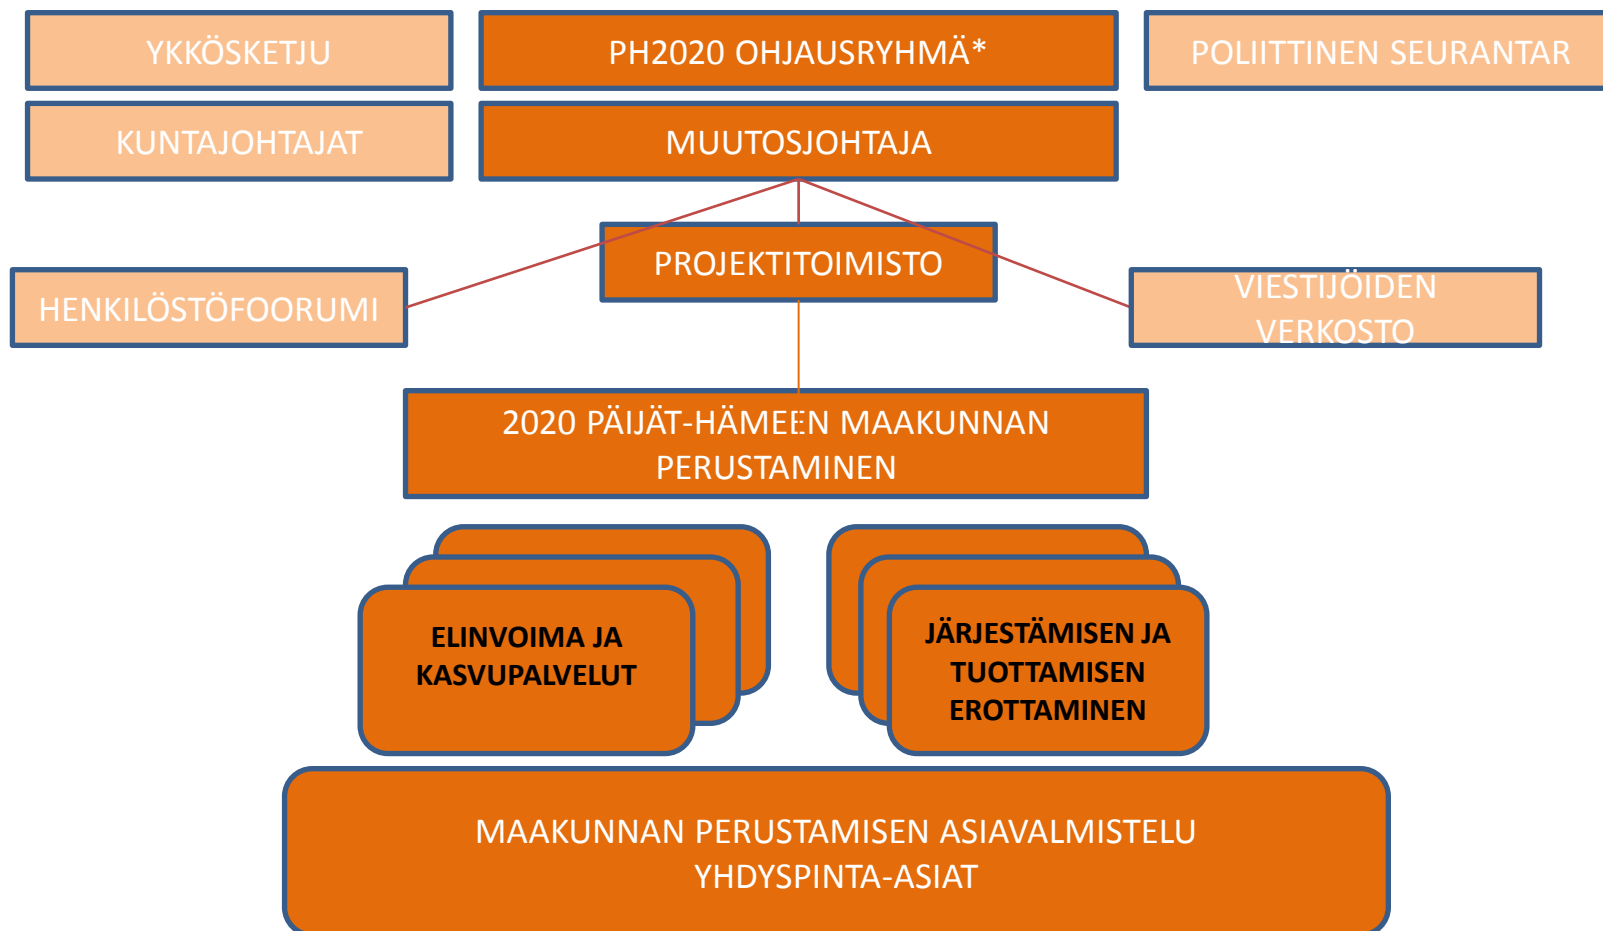 YKKÖSKETJU
PH2020 OHJAUSRYHMÄ*
POLIITTINEN SEURANTAR
KUNTAJOHTAJAT
MUUTOSJOHTAJA
PROJEKTITOIMISTO
HENKILÖSTÖFOORUMI
VIESTIJÖIDEN
VERKOSTO
2020 PÄIJÄT-HÄMEEN MAAKUNNAN
PERUSTAMINEN
ELINVOIMA JA
KASVUPALVELUT
JÄRJESTÄMISEN JA
TUOTTAMISEN
EROTTAMINEN
MAAKUNNAN PERUSTAMISEN ASIAVALMISTELU
YHDYSPINTA-ASIAT